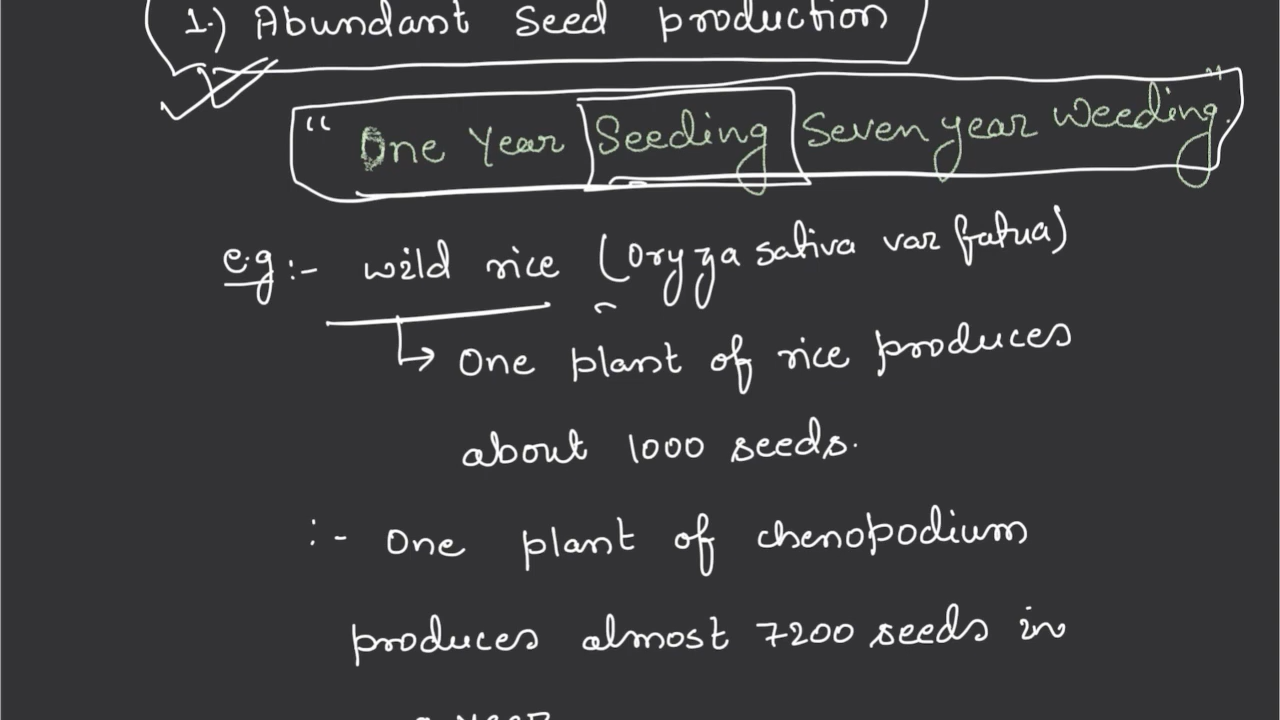 1.) Abundant Seed production
"One Year Seeding Seven year Weeding."
e.g :- wild rice (Oryza sativa var fatua)
↳ One plant of rice produces
about 1000 seeds.
:- One plant of chenopodium
produces almost 7200 seeds in
a year